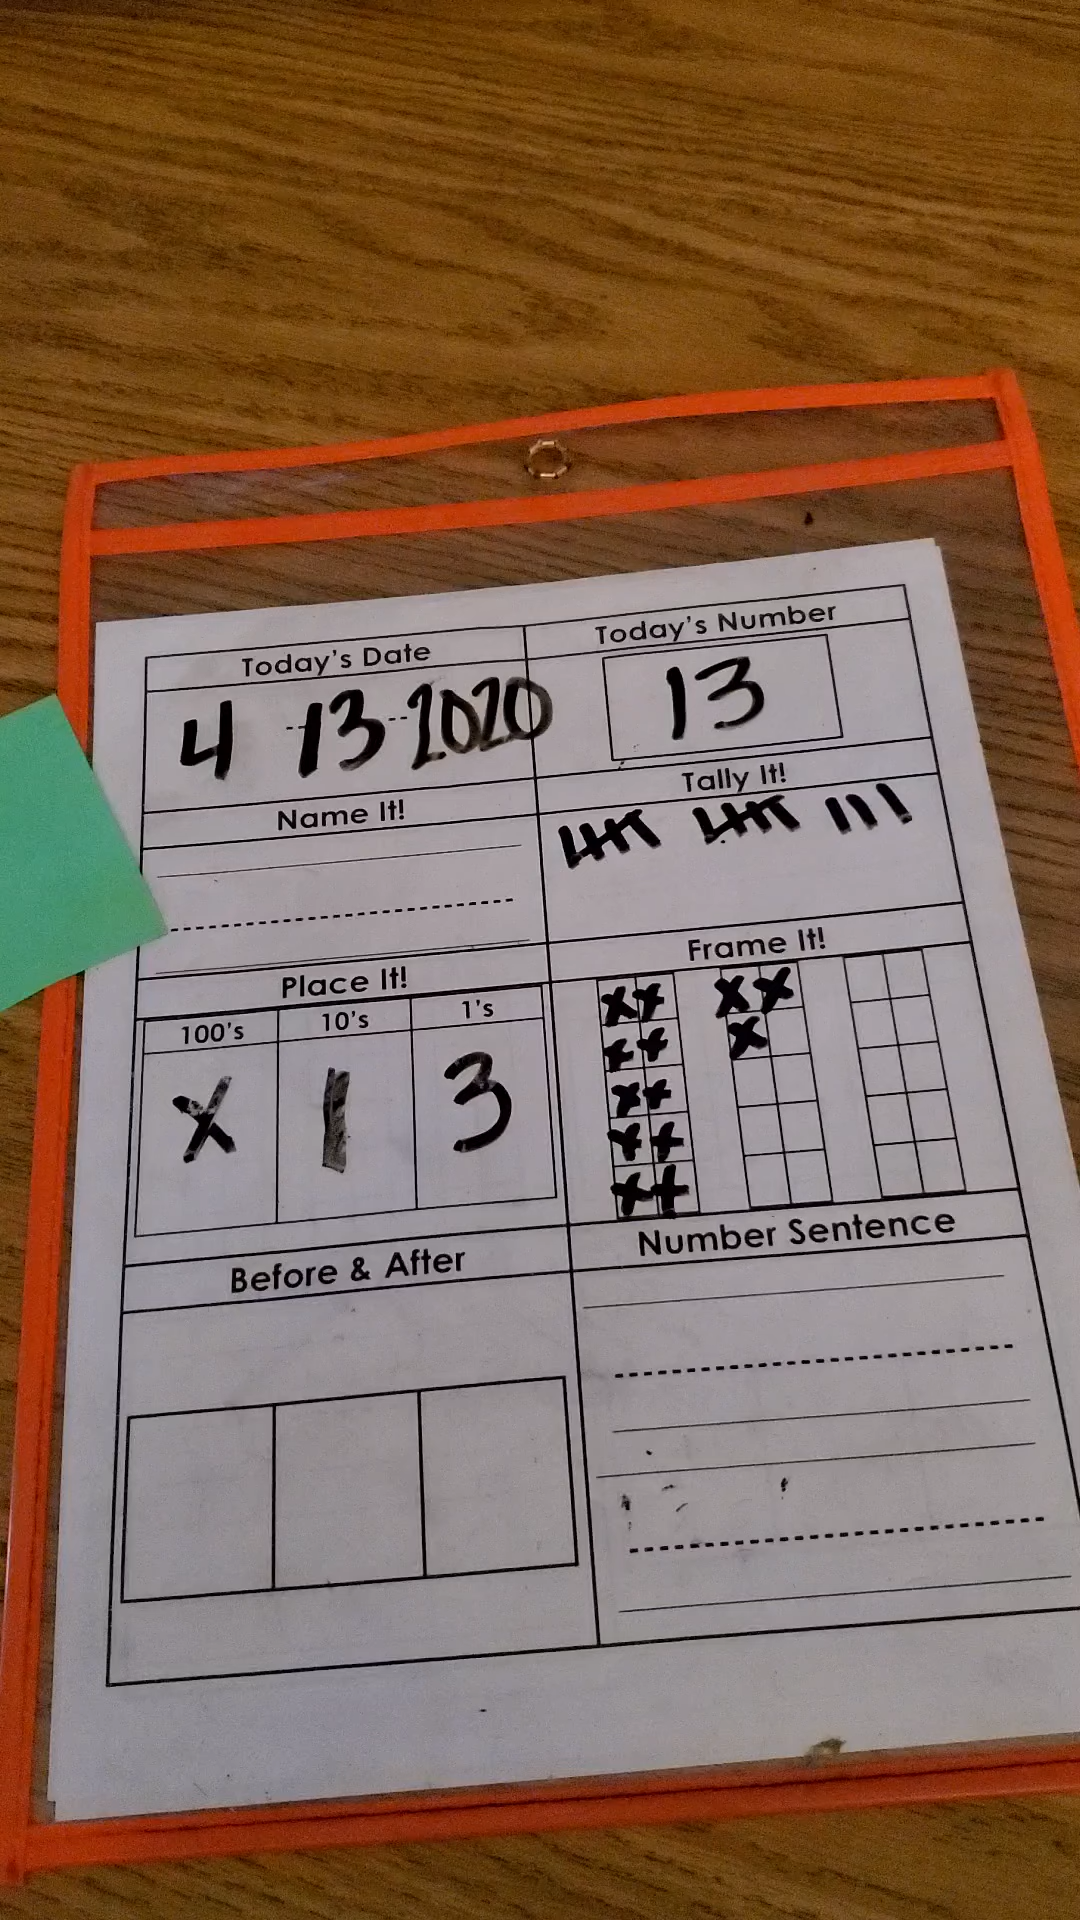 Today's Date
4 13 2020
Today's Number
13
Name It!
Tally It!
Place It!
100's 10's 1's
X 1 3
Frame It!
X X X X
X X X
X X
X X
X X
Before & After
Number Sentence